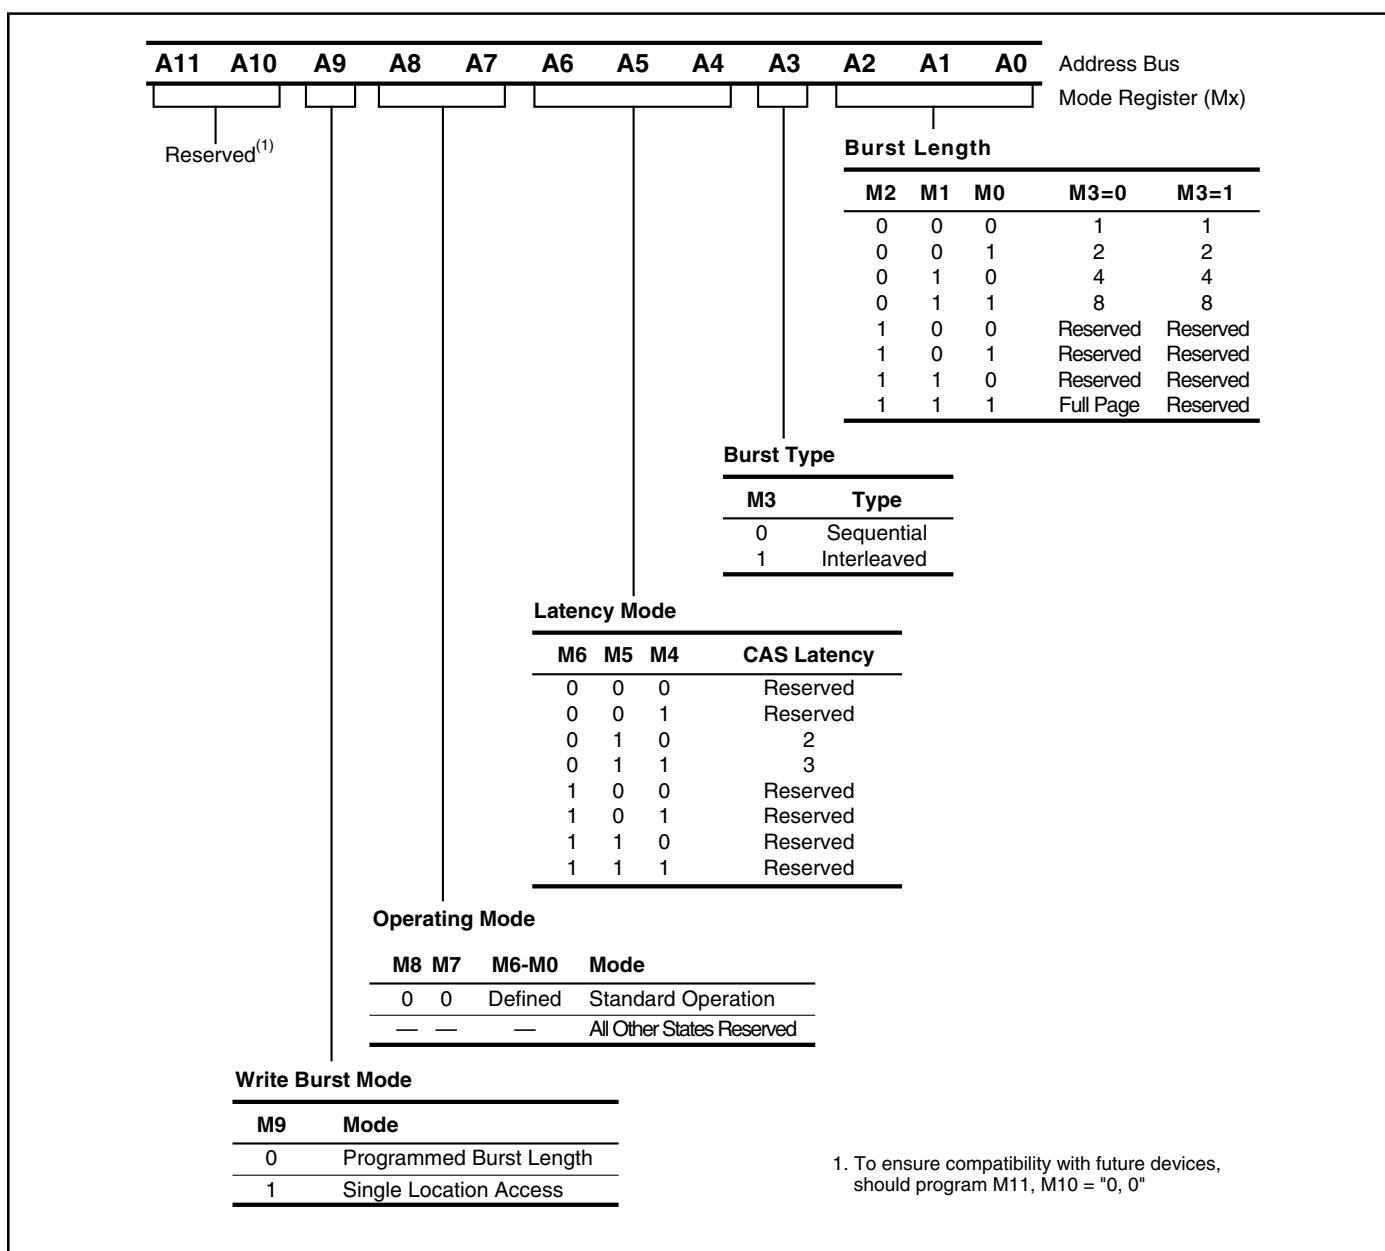 A11 A10 A9 A8 A7 A6 A5 A4 A3 A2 A1 A0 Address Bus
Mode Register (Mx)
Reserved(1)
Burst Length
M2 M1 M0 M3=0 M3=1
0 0 0 1 1
0 0 1 2 2
0 1 0 4 4
0 1 1 8 8
1 0 0 Reserved Reserved
1 0 1 Reserved Reserved
1 1 0 Reserved Reserved
1 1 1 Full Page Reserved
Burst Type
M3 Type
0 Sequential
1 Interleaved
Latency Mode
M6 M5 M4 CAS Latency
0 0 0 Reserved
0 0 1 Reserved
0 1 0 2
0 1 1 3
1 0 0 Reserved
1 0 1 Reserved
1 1 0 Reserved
1 1 1 Reserved
Operating Mode
M8 M7 M6-M0 Mode
0 0 Defined Standard Operation
— — — All Other States Reserved
Write Burst Mode
M9 Mode
0 Programmed Burst Length
1 Single Location Access
1. To ensure compatibility with future devices,
should program M11, M10 = "0, 0"